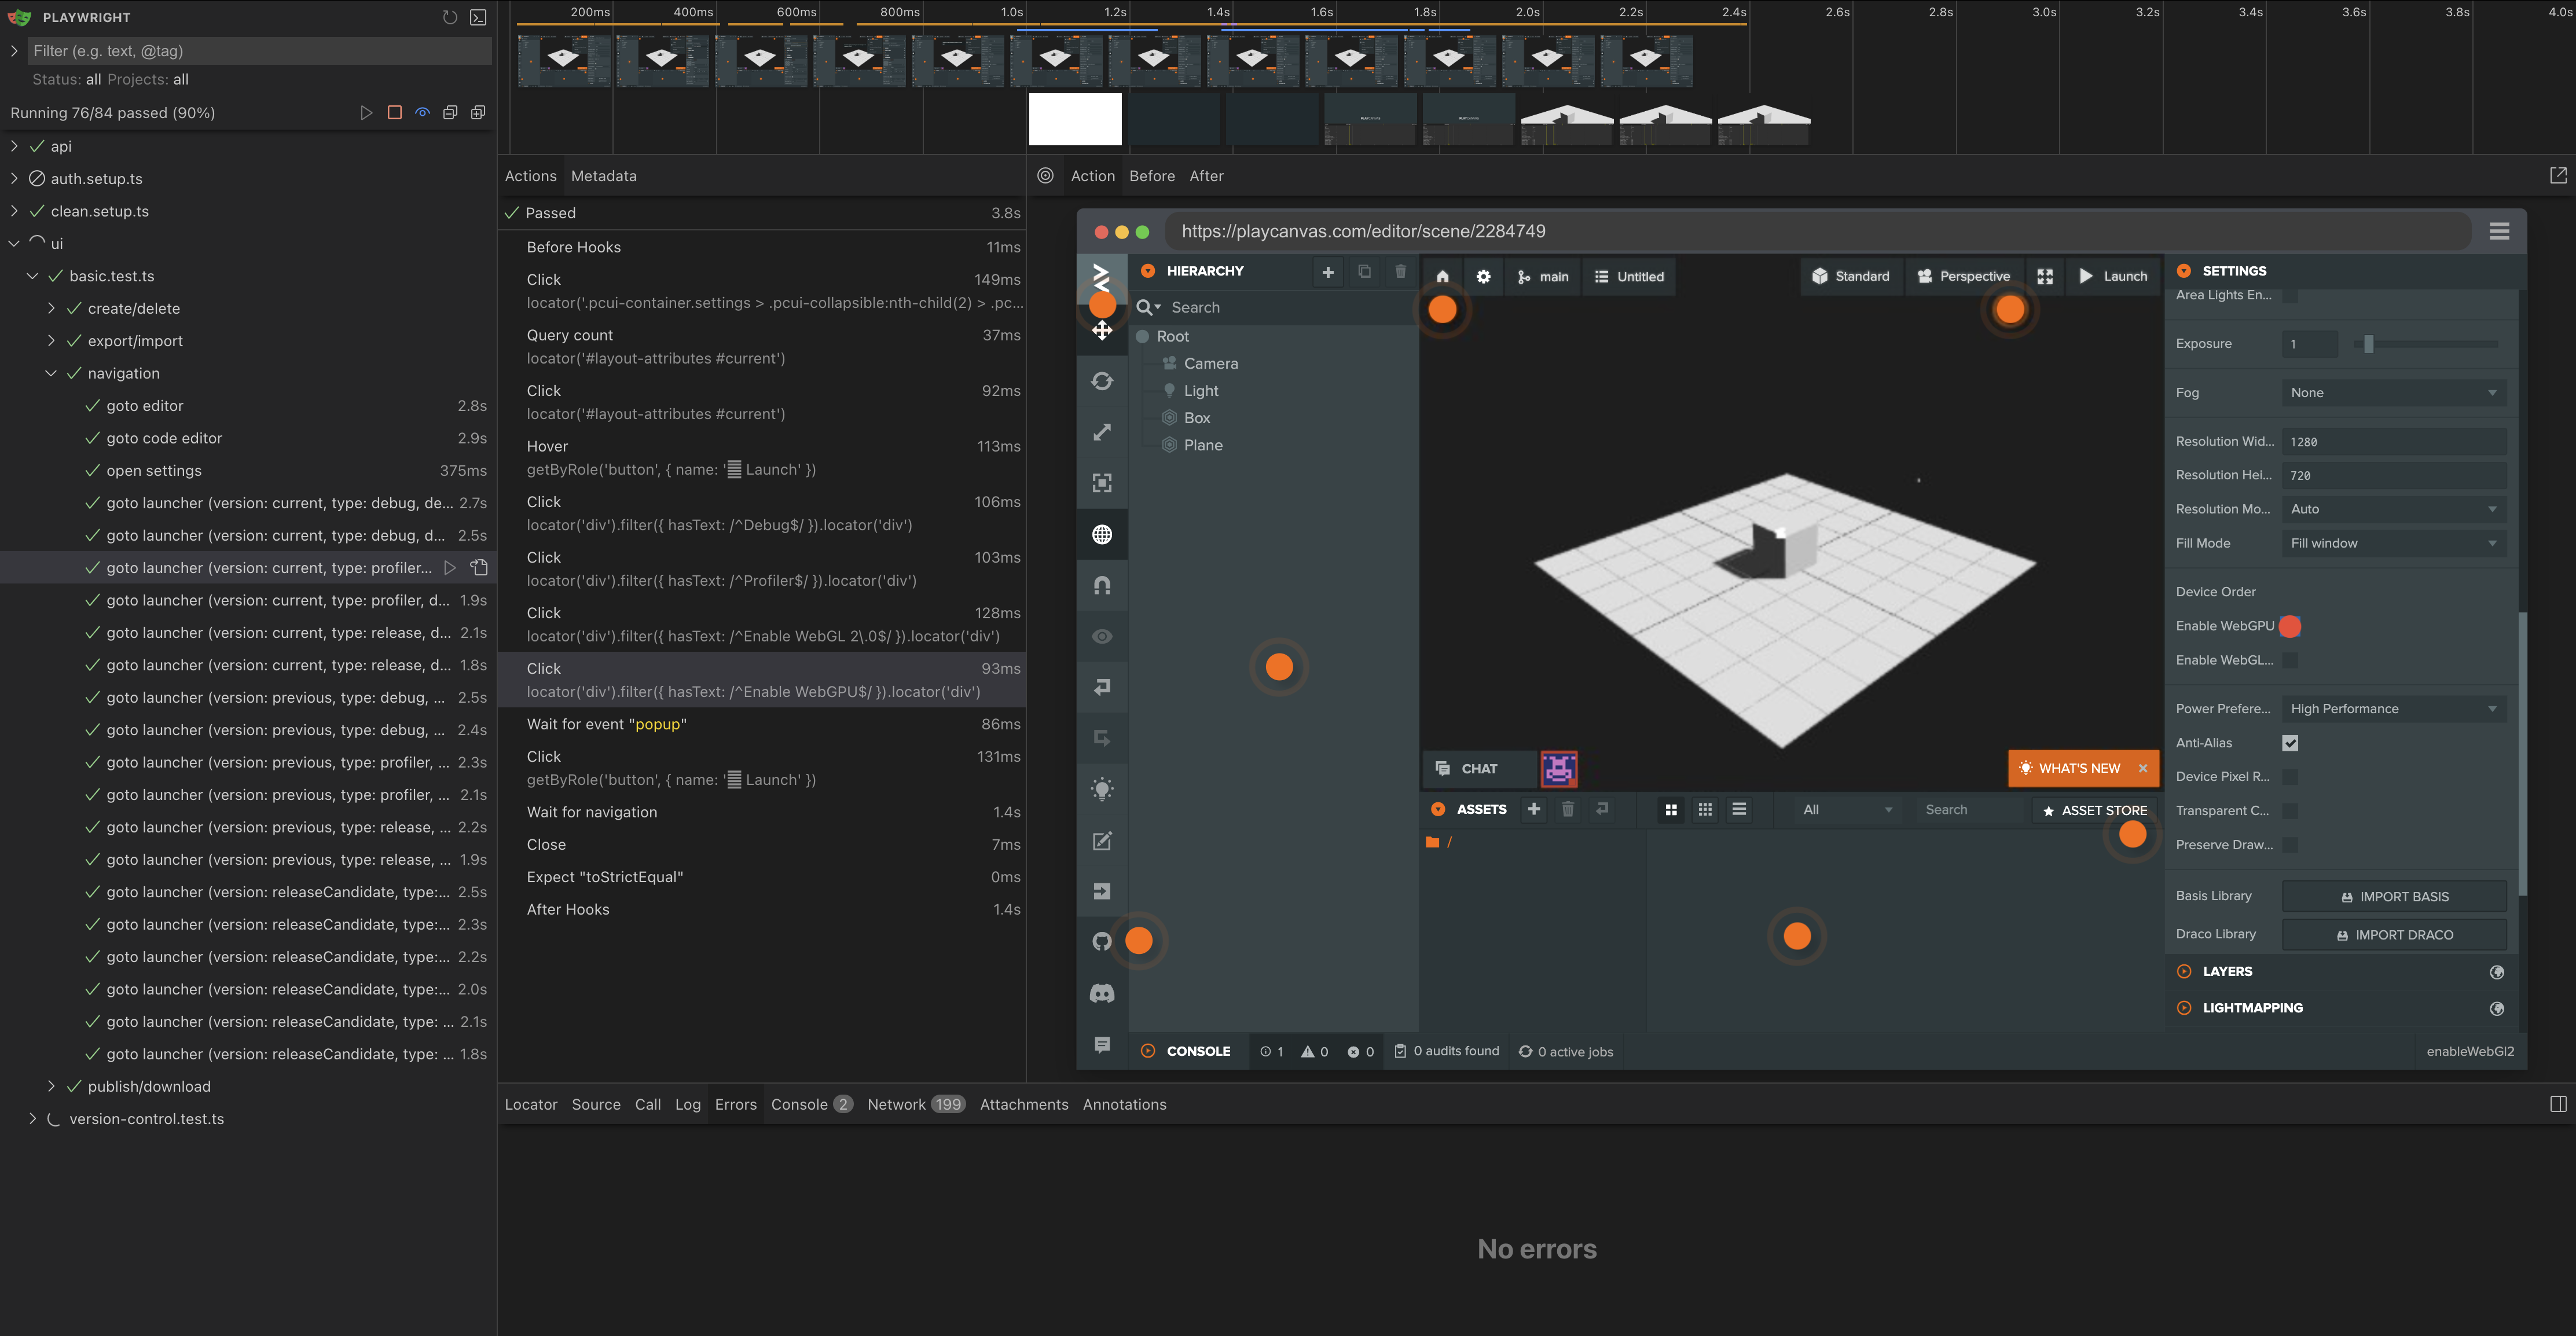 PLAYWRIGHT
Filter (e.g. text, @tag)
Status: all Projects: all
Running 76/84 passed (90%)
api
auth.setup.ts
clean.setup.ts
ui
basic.test.ts
create/delete
export/import
navigation
goto editor 2.8s
goto code editor 2.9s
open settings 375ms
goto launcher (version: current, type: debug, de... 2.7s
goto launcher (version: current, type: debug, d... 2.5s
goto launcher (version: current, type: profiler...
goto launcher (version: current, type: profiler, d... 1.9s
goto launcher (version: current, type: release, d... 2.1s
goto launcher (version: current, type: release, d... 1.8s
goto launcher (version: previous, type: debug, ... 2.5s
goto launcher (version: previous, type: debug, ... 2.4s
goto launcher (version: previous, type: profiler, ... 2.3s
goto launcher (version: previous, type: profiler, ... 2.1s
goto launcher (version: previous, type: release, ... 2.2s
goto launcher (version: previous, type: release, ... 1.9s
goto launcher (version: releaseCandidate, type:... 2.5s
goto launcher (version: releaseCandidate, type:... 2.3s
goto launcher (version: releaseCandidate, type:... 2.2s
goto launcher (version: releaseCandidate, type:... 2.0s
goto launcher (version: releaseCandidate, type: ... 2.1s
goto launcher (version: releaseCandidate, type: ... 1.8s
publish/download
version-control.test.ts
200ms 400ms 600ms 800ms 1.0s 1.2s 1.4s 1.6s 1.8s 2.0s 2.2s 2.4s 2.6s 2.8s 3.0s 3.2s 3.4s 3.6s 3.8s 4.0s
Actions Metadata
Passed 3.8s
Before Hooks 11ms
Click 149ms
locator('.pcui-container.settings > .pcui-collapsible:nth-child(2) > .pc...
Query count 37ms
locator('#layout-attributes #current')
Click 92ms
locator('#layout-attributes #current')
Hover 113ms
getByRole('button', { name: ' Launch' })
Click 106ms
locator('div').filter({ hasText: /^Debug$/ }).locator('div')
Click 103ms
locator('div').filter({ hasText: /^Profiler$/ }).locator('div')
Click 128ms
locator('div').filter({ hasText: /^Enable WebGL 2\.0$/ }).locator('div')
Click 93ms
locator('div').filter({ hasText: /^Enable WebGPU$/ }).locator('div')
Wait for event "popup" 86ms
Click 131ms
getByRole('button', { name: ' Launch' })
Wait for navigation 1.4s
Close 7ms
Expect "toStrictEqual" 0ms
After Hooks 1.4s
Action Before After
https://playcanvas.com/editor/scene/2284749
HIERARCHY
Search
Root
Camera
Light
Box
Plane
main
Untitled
Standard
Perspective
Launch
CHAT
WHAT'S NEW
ASSETS
All
Search
ASSET STORE
/
SETTINGS
Area Lights En...
Exposure 1
Fog None
Resolution Wid... 1280
Resolution Hei... 720
Resolution Mo... Auto
Fill Mode Fill window
Device Order
Enable WebGPU
Enable WebGL...
Power Prefere... High Performance
Anti-Alias
Device Pixel R...
Transparent C...
Preserve Draw...
Basis Library IMPORT BASIS
Draco Library IMPORT DRACO
LAYERS
LIGHTMAPPING
CONSOLE 1 0 0 0 audits found 0 active jobs enableWebGl2
Locator Source Call Log Errors Console 2 Network 199 Attachments Annotations
No errors